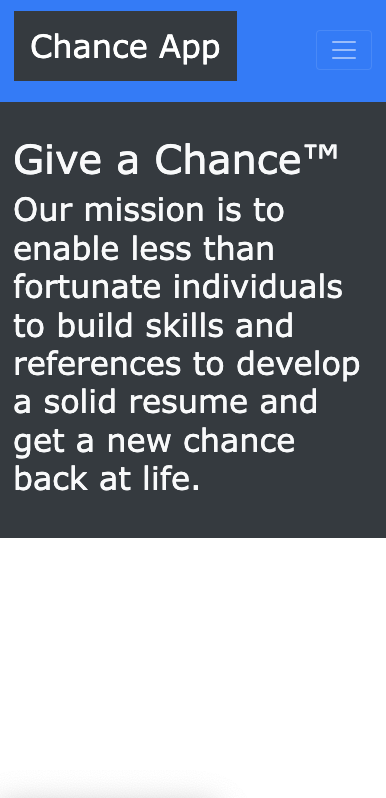 Chance App
Give a Chance™
Our mission is to
enable less than
fortunate individuals
to build skills and
references to develop
a solid resume and
get a new chance
back at life.